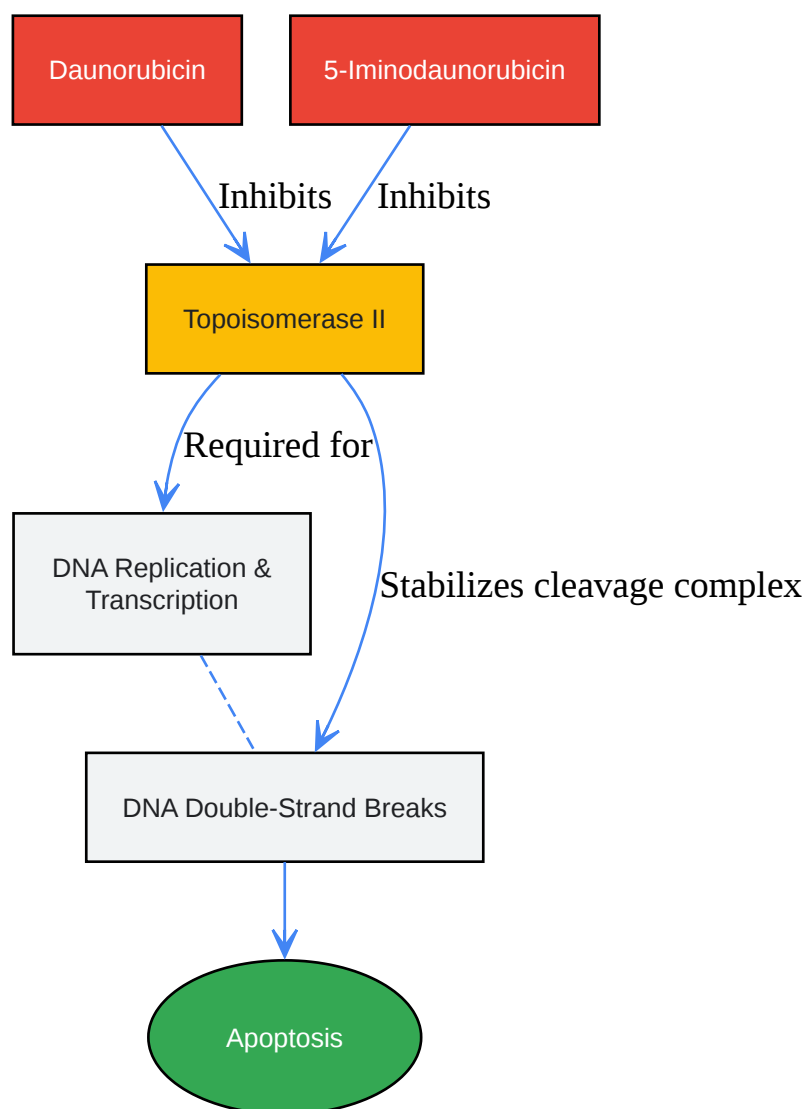 Daunorubicin
5-Iminodaunorubicin
Inhibits
Inhibits
Topoisomerase II
Required for
DNA Replication &
Transcription
Stabilizes cleavage complex
DNA Double-Strand Breaks
Apoptosis